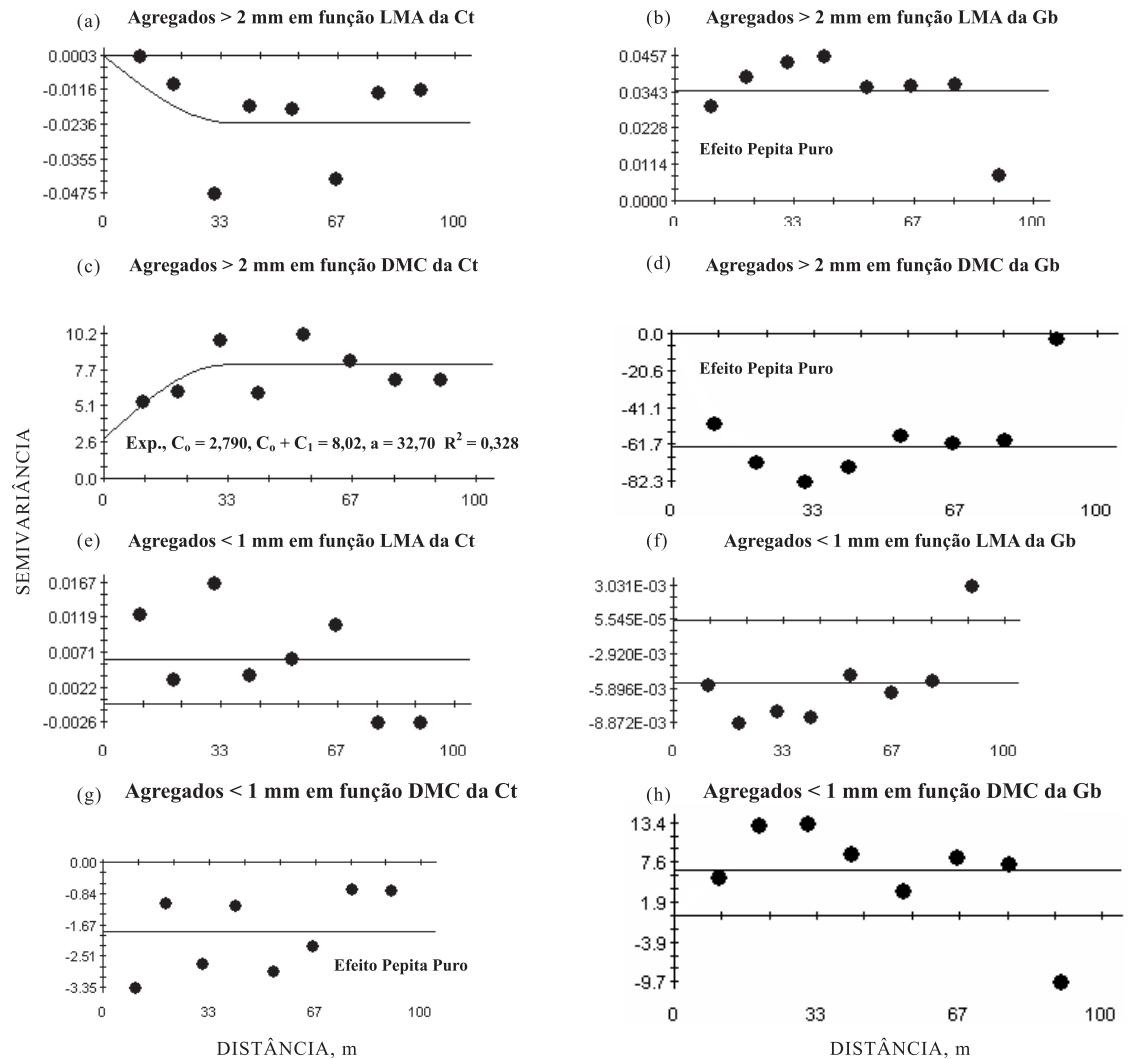 (a) Agregados > 2 mm em função LMA da Ct
0.0003
-0.0116
-0.0236
-0.0355
-0.0475
0 33 67 100
(b) Agregados > 2 mm em função LMA da Gb
0.0457
0.0343
0.0228
0.0114
0.0000
Efeito Pepita Puro
0 33 67 100
(c) Agregados > 2 mm em função DMC da Ct
10.2
7.7
5.1
2.6
0.0
Exp., Co = 2,790, Co + C1 = 8,02, a = 32,70 R2 = 0,328
0 33 67 100
(d) Agregados > 2 mm em função DMC da Gb
0.0
-20.6
-41.1
-61.7
-82.3
Efeito Pepita Puro
0 33 67 100
SEMIVARIÂNCIA
(e) Agregados < 1 mm em função LMA da Ct
0.0167
0.0119
0.0071
0.0022
-0.0026
0 33 67 100
(f) Agregados < 1 mm em função LMA da Gb
3.031E-03
5.545E-05
-2.920E-03
-5.896E-03
-8.872E-03
0 33 67 100
(g) Agregados < 1 mm em função DMC da Ct
0.00
-0.84
-1.67
-2.51
-3.35
Efeito Pepita Puro
0 33 67 100
(h) Agregados < 1 mm em função DMC da Gb
13.4
7.6
1.9
-3.9
-9.7
0 33 67 100
DISTÂNCIA, m
DISTÂNCIA, m